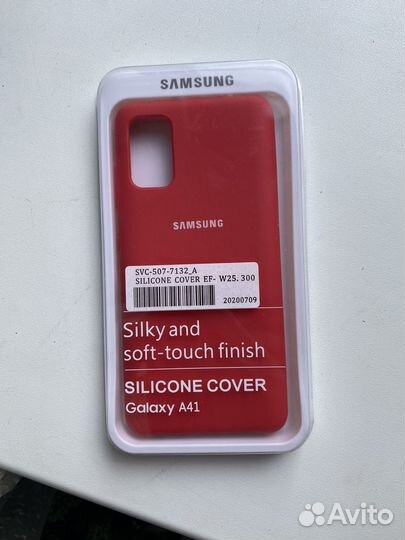 SAMSUNG
SAMSUNG
SVC-507-7132_A
SILICONE COVER EF- W25.300
20200709
Silky and
soft-touch finish
SILICONE COVER
Galaxy A41
Avito